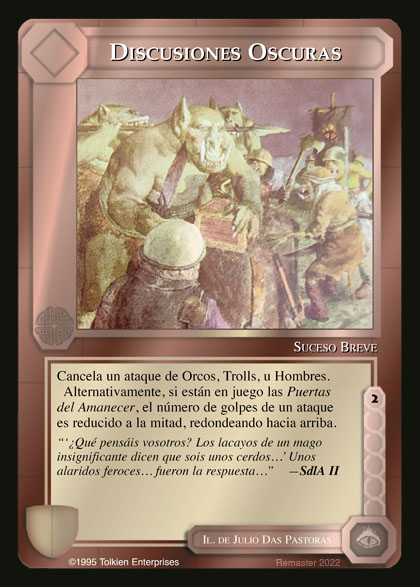 Discusiones Oscuras
Suceso Breve
Cancela un ataque de Orcos, Trolls, u Hombres.
Alternativamente, si están en juego las Puertas
del Amanecer, el número de golpes de un ataque
es reducido a la mitad, redondeando hacia arriba.
“‘¿Qué pensáis vosotros? Los lacayos de un mago
insignificante dicen que sois unos cerdos…’ Unos
alaridos feroces… fueron la respuesta…” —SdlA II
2
Il. de Julio Das Pastoras
©1995 Tolkien Enterprises
Remaster 2022